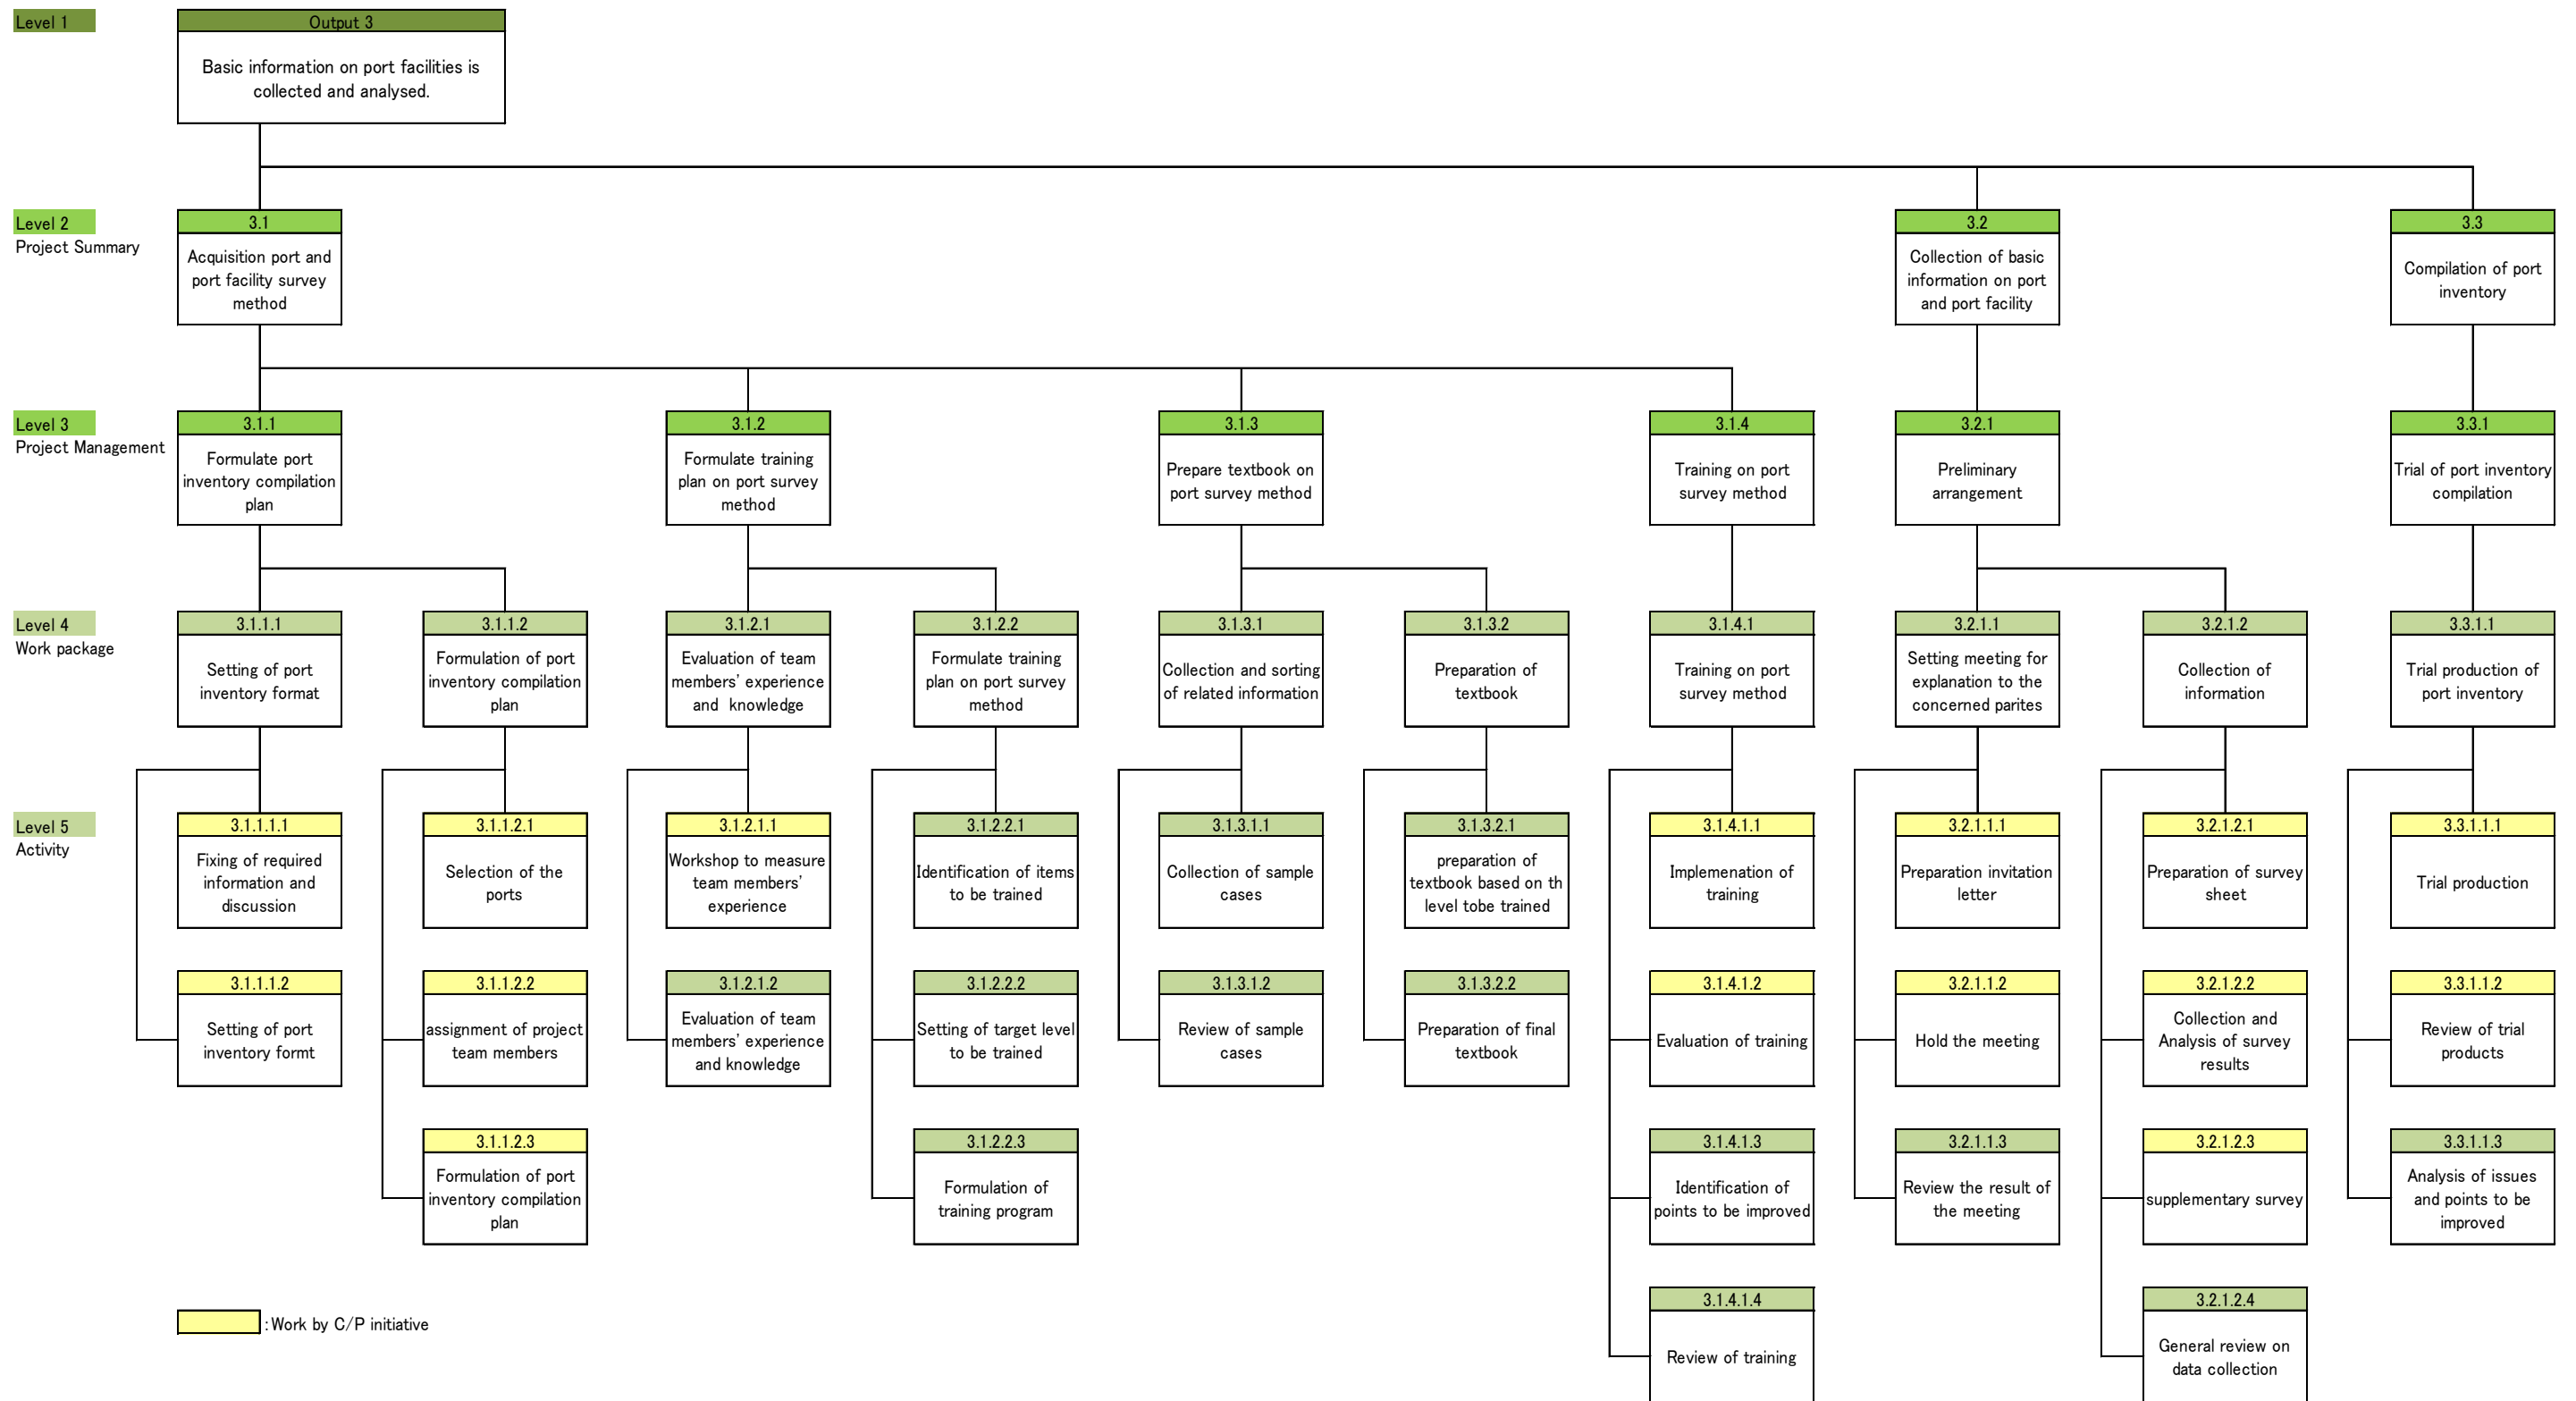 Level 1
Output 3
Basic information on port facilities is
collected and analysed.
Level 2
Project Summary
3.1
Acquisition port and
port facility survey
method
3.2
Collection of basic
information on port
and port facility
3.3
Compilation of port
inventory
Level 3
Project Management
3.1.1
Formulate port
inventory compilation
plan
3.1.2
Formulate training
plan on port survey
method
3.1.3
Prepare textbook on
port survey method
3.1.4
Training on port
survey method
3.2.1
Preliminary
arrangement
3.3.1
Trial of port inventory
compilation
Level 4
Work package
3.1.1.1
Setting of port
inventory format
3.1.1.2
Formulation of port
inventory compilation
plan
3.1.2.1
Evaluation of team
members' experience
and knowledge
3.1.2.2
Formulate training
plan on port survey
method
3.1.3.1
Collection and sorting
of related information
3.1.3.2
Preparation of
textbook
3.1.4.1
Training on port
survey method
3.2.1.1
Setting meeting for
explanation to the
concerned parites
3.2.1.2
Collection of
information
3.3.1.1
Trial production of
port inventory
Level 5
Activity
3.1.1.1.1
Fixing of required
information and
discussion
3.1.1.2.1
Selection of the
ports
3.1.2.1.1
Workshop to measure
team members'
experience
3.1.2.2.1
Identification of items
to be trained
3.1.3.1.1
Collection of sample
cases
3.1.3.2.1
preparation of
textbook based on th
level tobe trained
3.1.4.1.1
Implemenation of
training
3.2.1.1.1
Preparation invitation
letter
3.2.1.2.1
Preparation of survey
sheet
3.3.1.1.1
Trial production
3.1.1.1.2
Setting of port
inventory formt
3.1.1.2.2
assignment of project
team members
3.1.2.1.2
Evaluation of team
members' experience
and knowledge
3.1.2.2.2
Setting of target level
to be trained
3.1.3.1.2
Review of sample
cases
3.1.3.2.2
Preparation of final
textbook
3.1.4.1.2
Evaluation of training
3.2.1.1.2
Hold the meeting
3.2.1.2.2
Collection and
Analysis of survey
results
3.3.1.1.2
Review of trial
products
3.1.1.2.3
Formulation of port
inventory compilation
plan
3.1.2.2.3
Formulation of
training program
3.1.4.1.3
Identification of
points to be improved
3.2.1.1.3
Review the result of
the meeting
3.2.1.2.3
supplementary survey
3.3.1.1.3
Analysis of issues
and points to be
improved
3.1.4.1.4
Review of training
3.2.1.2.4
General review on
data collection
:Work by C/P initiative